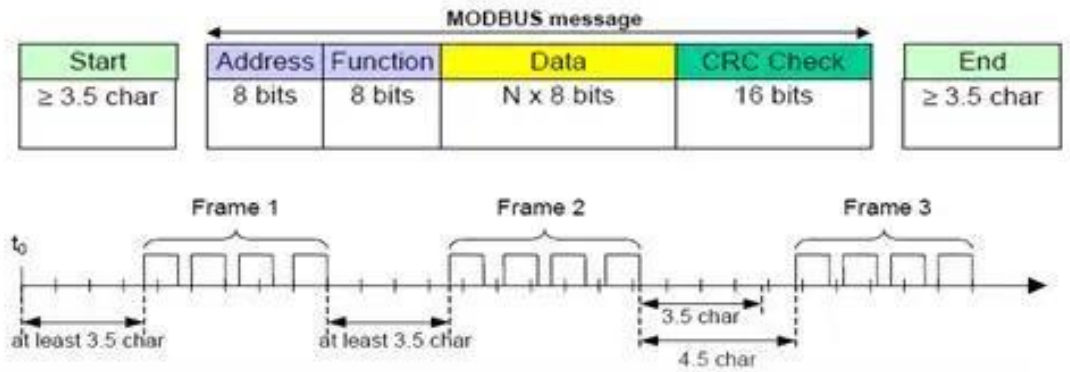 MODBUS message
Start Address Function Data CRC Check End
≥ 3.5 char 8 bits 8 bits N x 8 bits 16 bits ≥ 3.5 char
Frame 1 Frame 2 Frame 3
t0
at least 3.5 char at least 3.5 char 3.5 char
4.5 char